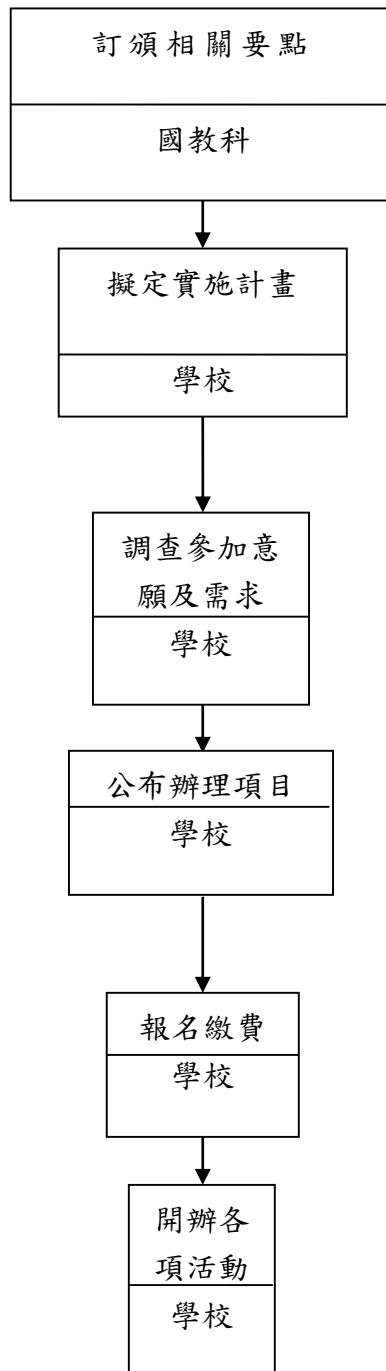 訂頒相關要點
國教科
擬定實施計畫
學校
調查參加意
願及需求
學校
公布辦理項目
學校
報名繳費
學校
開辦各
項活動
學校